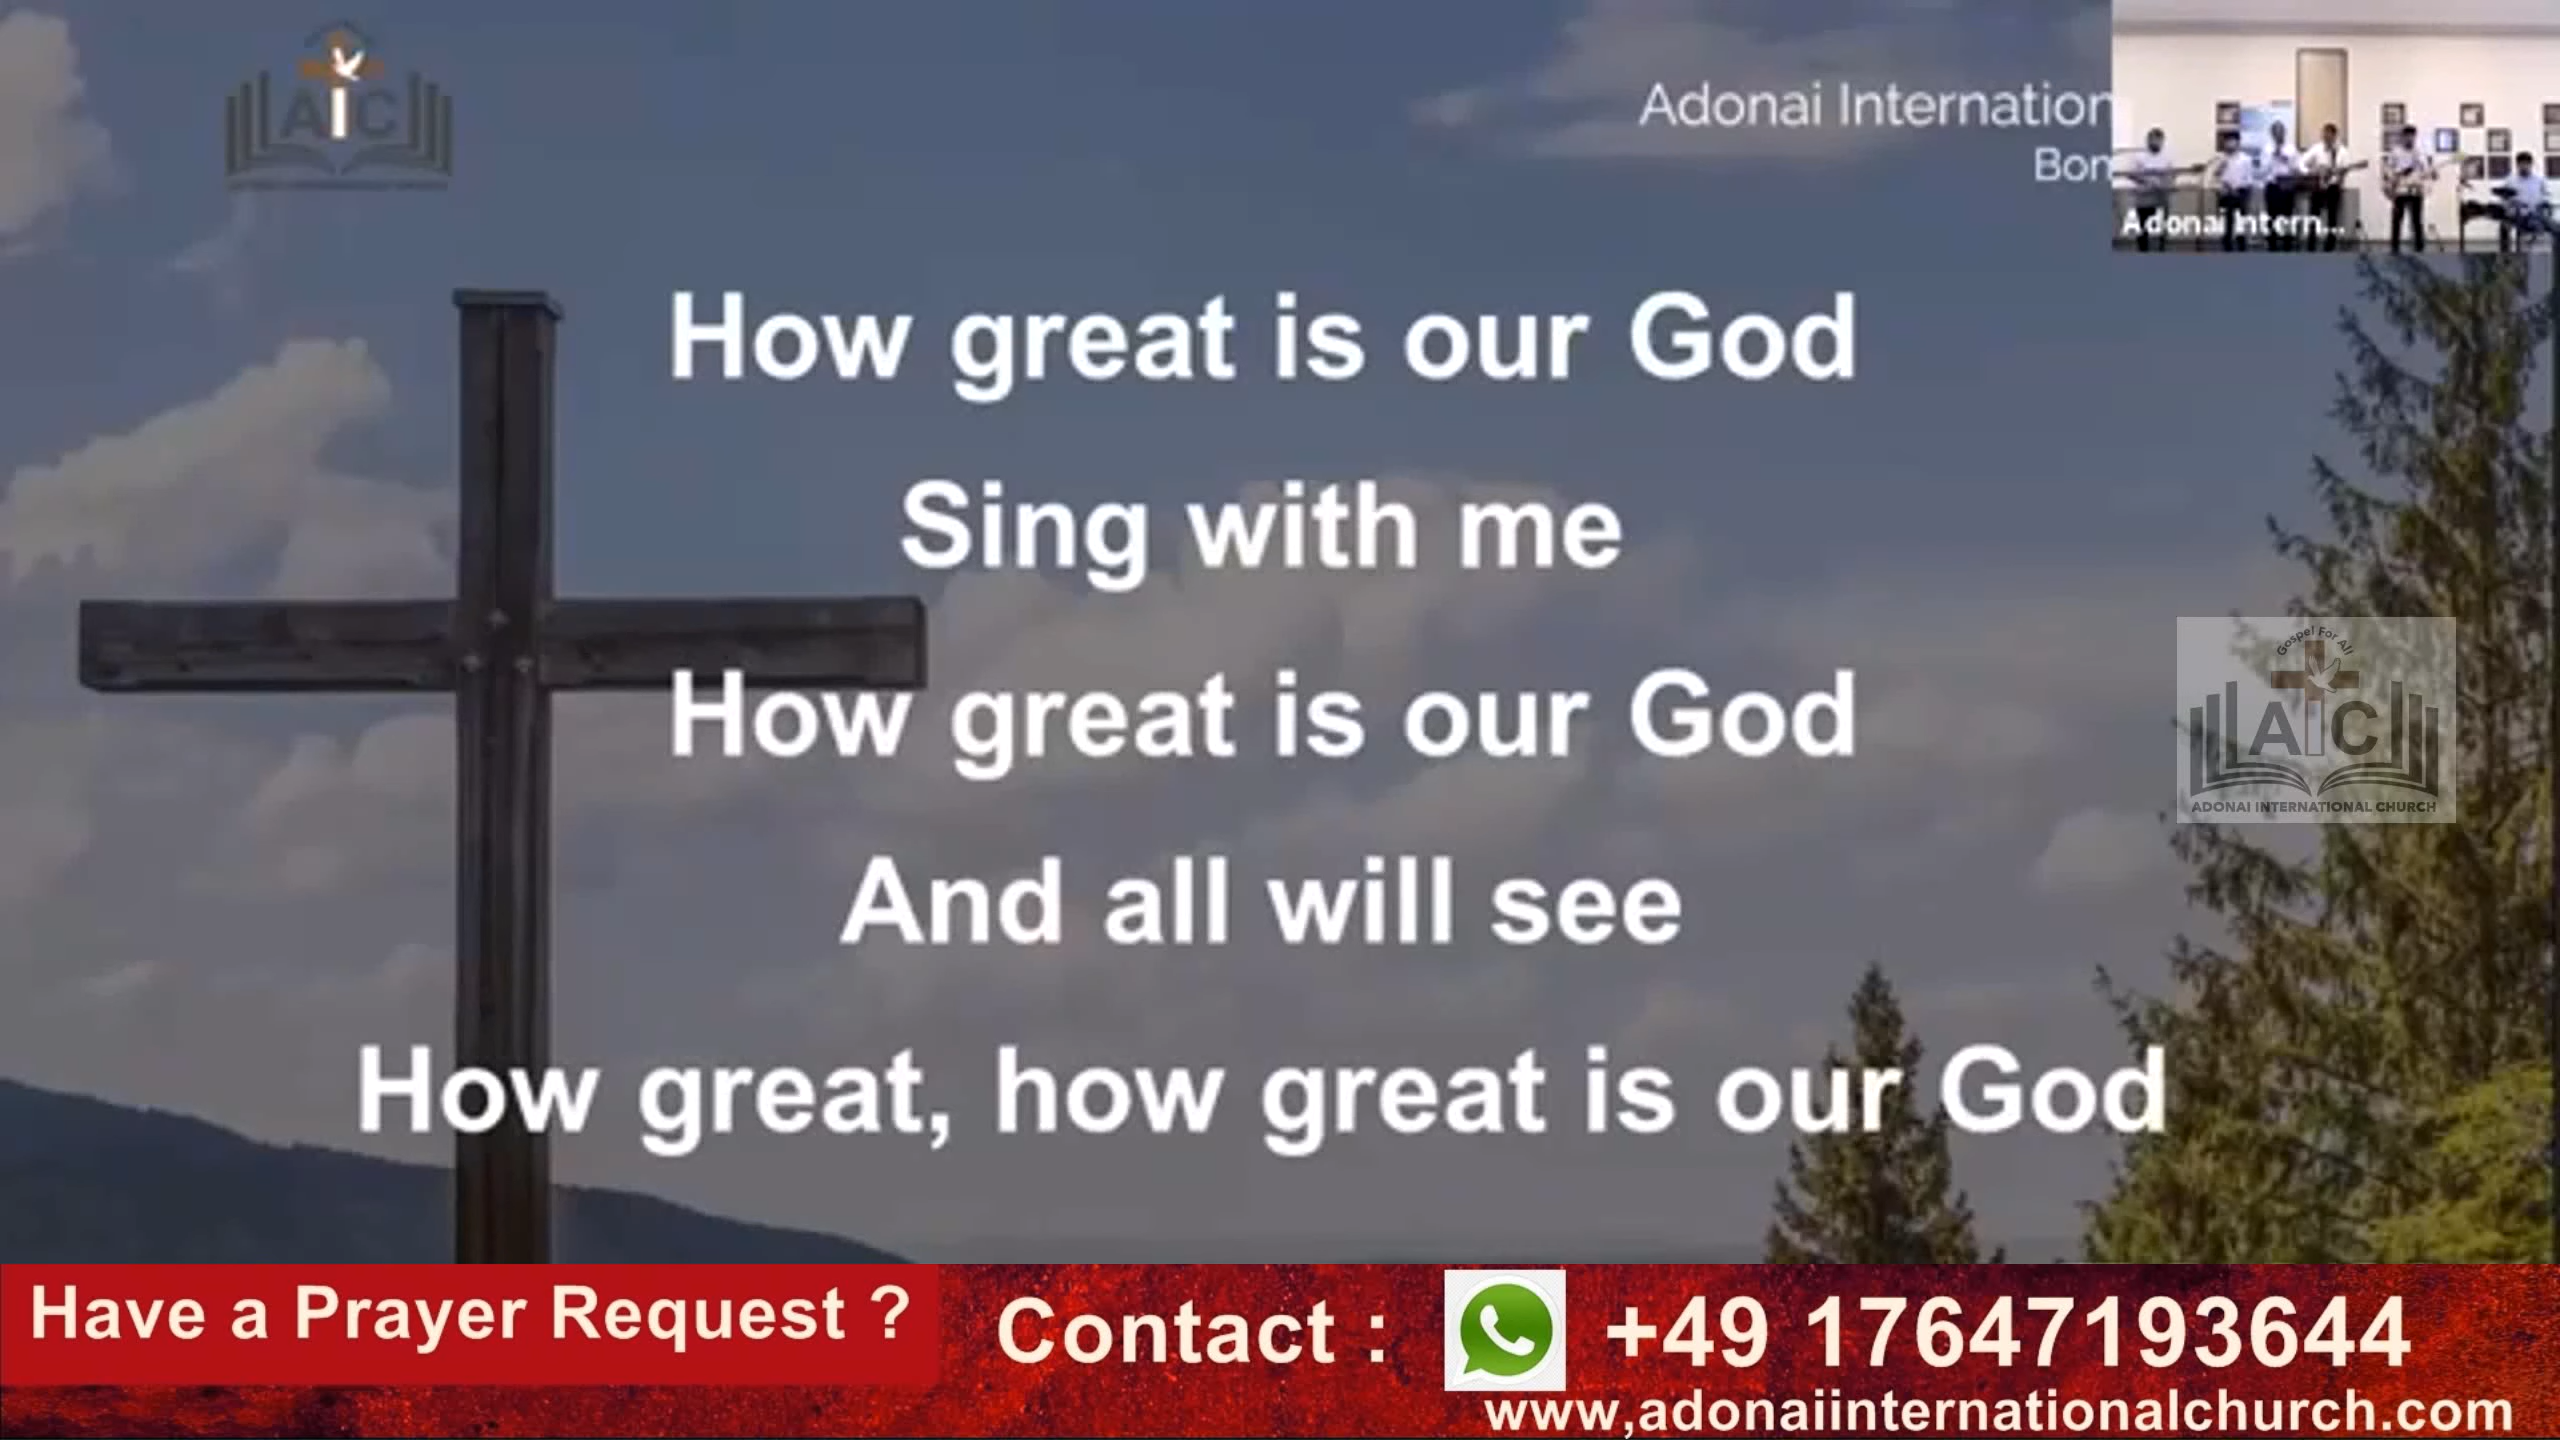 AiC
Adonai Internation
Bon
Adonai Intern...
How great is our God
Sing with me
How great is our God
And all will see
How great, how great is our God
Gospel For All
AiC
ADONAI INTERNATIONAL CHURCH
Have a Prayer Request ?
Contact : +49 17647193644
www,adonaiinternationalchurch.com